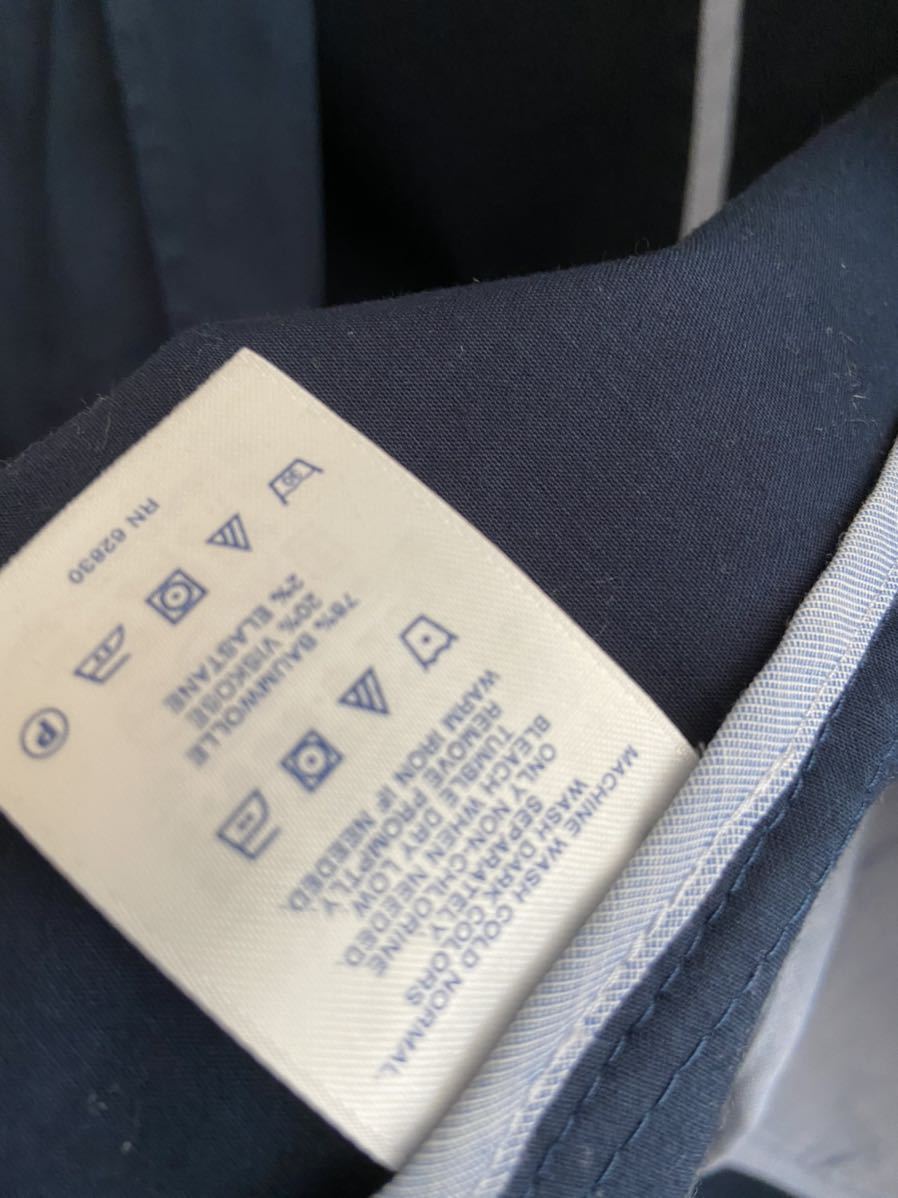 MACHINE WASH COLD NORMAL.
WASH DARK COLORS
SEPARATELY.
ONLY NON-CHLORINE
BLEACH WHEN NEEDED.
TUMBLE DRY LOW
REMOVE PROMPTLY.
WARM IRON IF NEEDED.
78% BAUMWOLLE
20% VISKOSE
2% ELASTANE
30
P
RN 62830